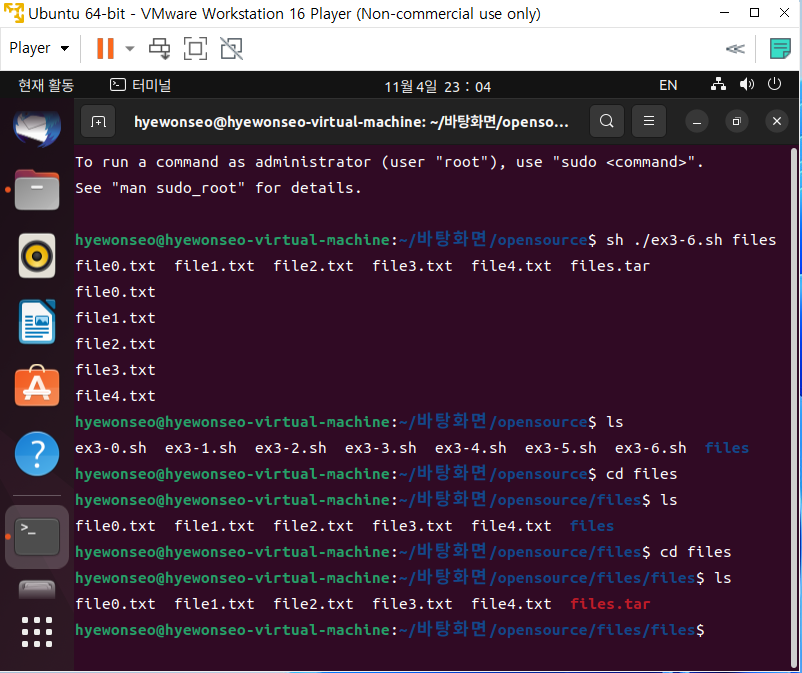 Ubuntu 64-bit - VMware Workstation 16 Player (Non-commercial use only)
Player
현재 활동 터미널 11월 4일 23 : 04 EN
hyewonseo@hyewonseo-virtual-machine: ~/바탕화면/openso...
To run a command as administrator (user "root"), use "sudo <command>".
See "man sudo_root" for details.
hyewonseo@hyewonseo-virtual-machine:~/바탕화면/opensource$ sh ./ex3-6.sh files
file0.txt file1.txt file2.txt file3.txt file4.txt files.tar
file0.txt
file1.txt
file2.txt
file3.txt
file4.txt
hyewonseo@hyewonseo-virtual-machine:~/바탕화면/opensource$ ls
ex3-0.sh ex3-1.sh ex3-2.sh ex3-3.sh ex3-4.sh ex3-5.sh ex3-6.sh files
hyewonseo@hyewonseo-virtual-machine:~/바탕화면/opensource$ cd files
hyewonseo@hyewonseo-virtual-machine:~/바탕화면/opensource/files$ ls
file0.txt file1.txt file2.txt file3.txt file4.txt files
hyewonseo@hyewonseo-virtual-machine:~/바탕화면/opensource/files$ cd files
hyewonseo@hyewonseo-virtual-machine:~/바탕화면/opensource/files/files$ ls
file0.txt file1.txt file2.txt file3.txt file4.txt files.tar
hyewonseo@hyewonseo-virtual-machine:~/바탕화면/opensource/files/files$